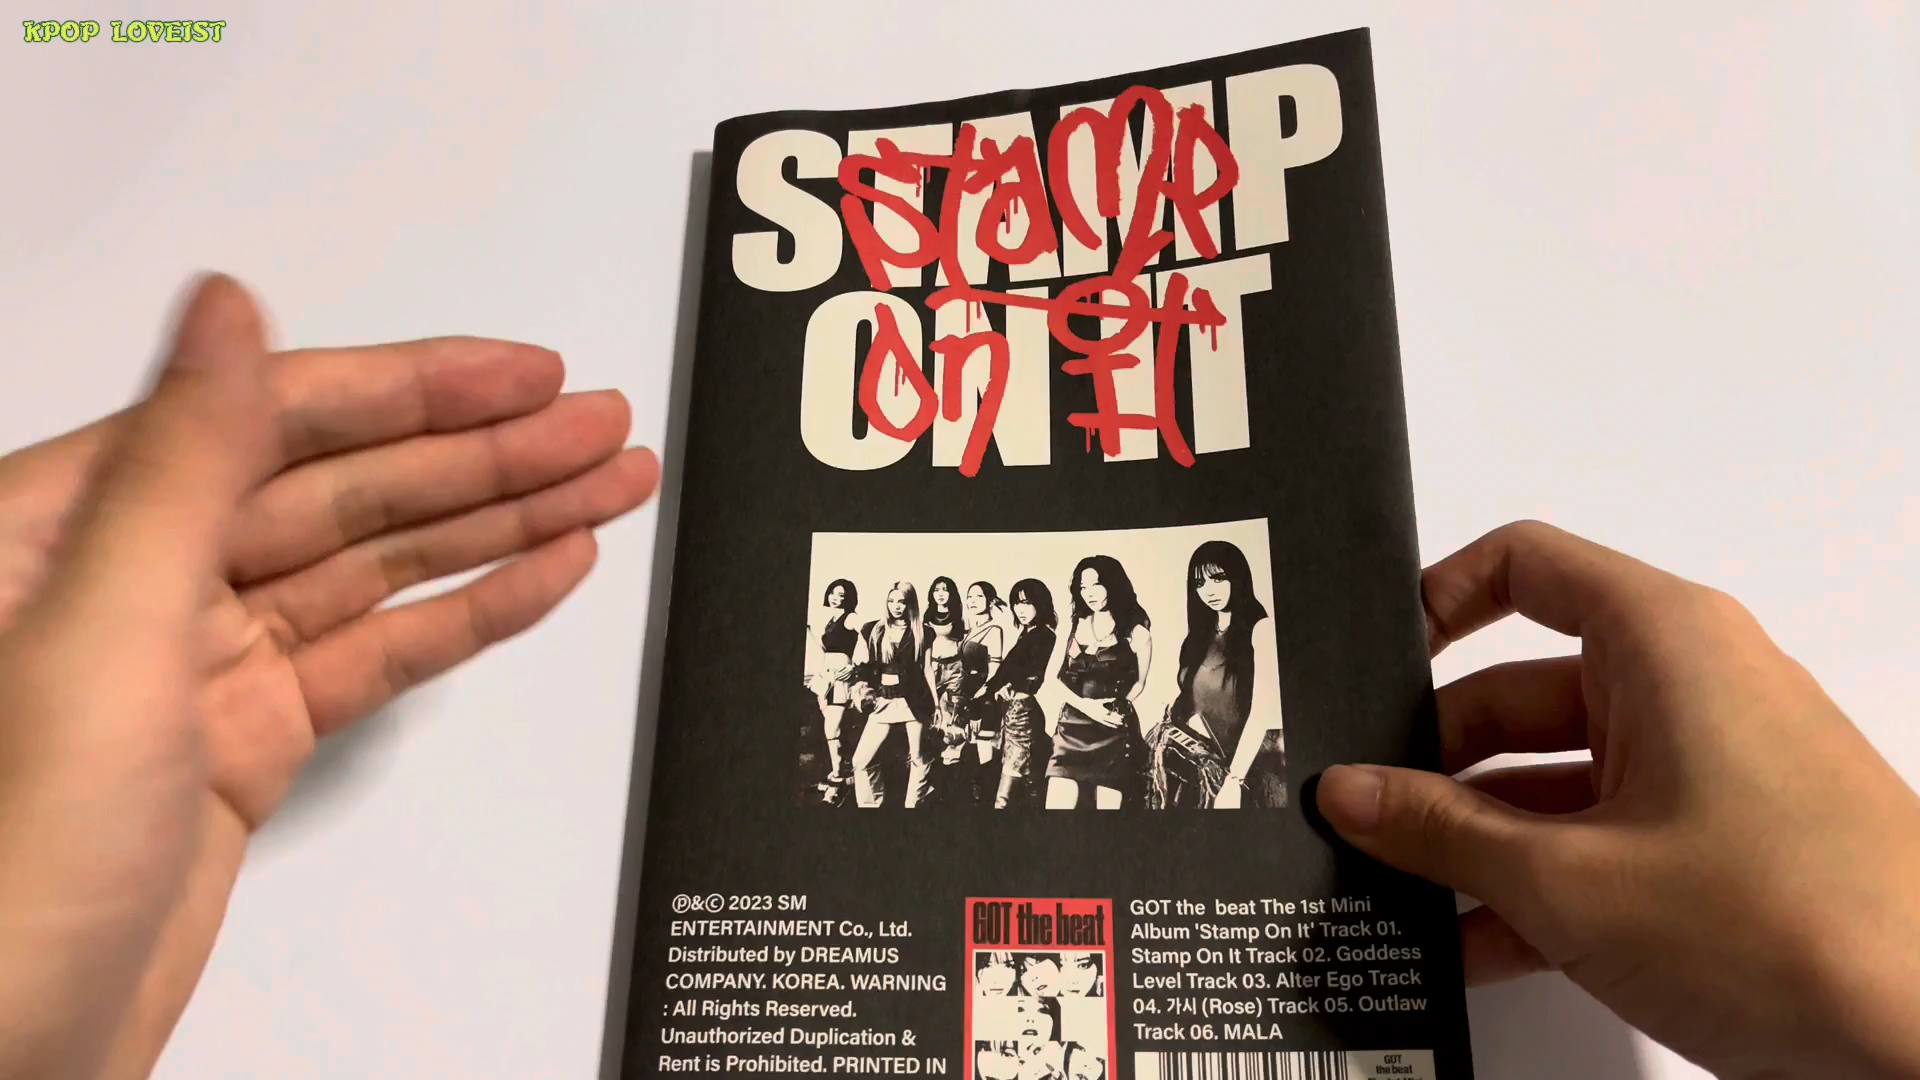 KPOP LOVEIST
STAMP
ON IT
Stamp
On It
℗&© 2023 SM
ENTERTAINMENT Co., Ltd.
Distributed by DREAMUS
COMPANY. KOREA. WARNING
: All Rights Reserved.
Unauthorized Duplication &
Rent is Prohibited. PRINTED IN
GOT the beat
GOT the beat The 1st Mini
Album 'Stamp On It' Track 01.
Stamp On It Track 02. Goddess
Level Track 03. Alter Ego Track
04. 가시 (Rose) Track 05. Outlaw
Track 06. MALA
GOT
the beat